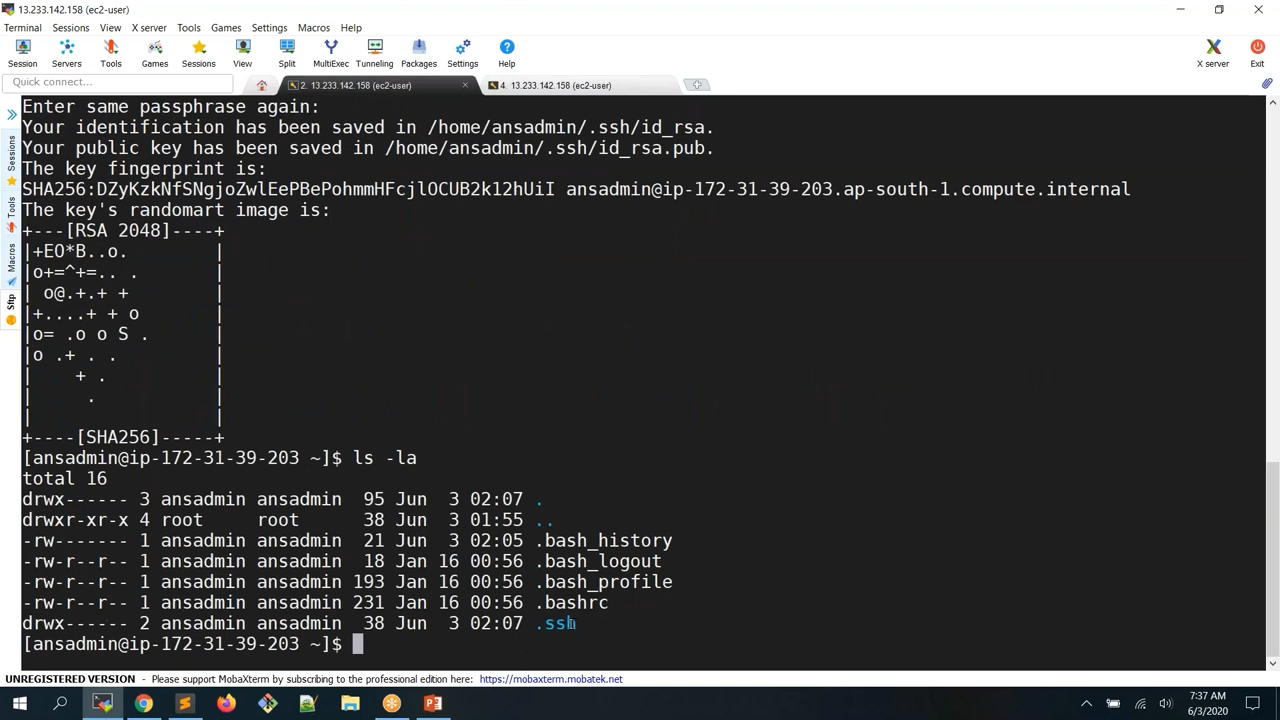 13.233.142.158 (ec2-user)
Terminal Sessions View X server Tools Games Settings Macros Help
Session Servers Tools Games Sessions View Split MultiExec Tunneling Packages Settings Help X server Exit
Quick connect...
2. 13.233.142.158 (ec2-user)
4. 13.233.142.158 (ec2-user)
Sessions
Tools
Macros
Sftp
Enter same passphrase again:
Your identification has been saved in /home/ansadmin/.ssh/id_rsa.
Your public key has been saved in /home/ansadmin/.ssh/id_rsa.pub.
The key fingerprint is:
SHA256:DZyKzkNfSNgjoZwlEePBePohmmHFcjlOCUB2k12hUiI ansadmin@ip-172-31-39-203.ap-south-1.compute.internal
The key's randomart image is:
+---[RSA 2048]----+
|+EO*B..o.        |
|o+=^+=.. .       |
| o@.+.+ +        |
|+....+ + o       |
|o= .o o S .      |
|o .+ . .         |
|    + .          |
|     .           |
|                 |
+----[SHA256]-----+
[ansadmin@ip-172-31-39-203 ~]$ ls -la
total 16
drwx------ 3 ansadmin ansadmin  95 Jun  3 02:07 .
drwxr-xr-x 4 root     root      38 Jun  3 01:55 ..
-rw------- 1 ansadmin ansadmin  21 Jun  3 02:05 .bash_history
-rw-r--r-- 1 ansadmin ansadmin  18 Jan 16 00:56 .bash_logout
-rw-r--r-- 1 ansadmin ansadmin 193 Jan 16 00:56 .bash_profile
-rw-r--r-- 1 ansadmin ansadmin 231 Jan 16 00:56 .bashrc
drwx------ 2 ansadmin ansadmin  38 Jun  3 02:07 .ssh
[ansadmin@ip-172-31-39-203 ~]$
UNREGISTERED VERSION - Please support MobaXterm by subscribing to the professional edition here: https://mobaxterm.mobatek.net
7:37 AM
6/3/2020